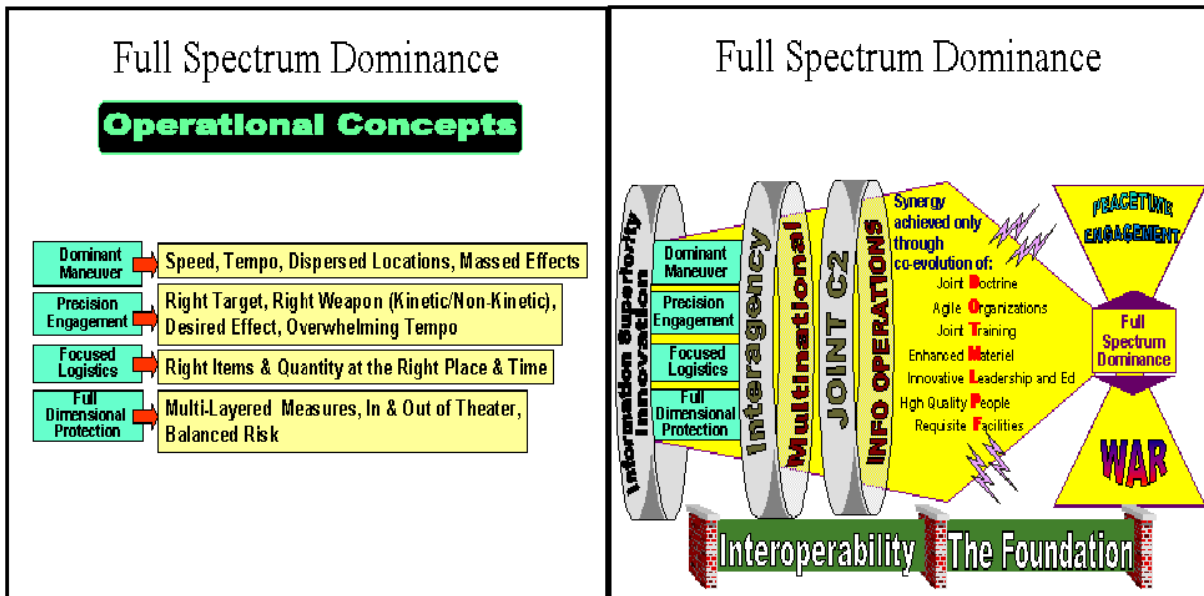 Full Spectrum Dominance
Operational Concepts
Dominant
Maneuver
Speed, Tempo, Dispersed Locations, Massed Effects
Precision
Engagement
Right Target, Right Weapon (Kinetic/Non-Kinetic),
Desired Effect, Overwhelming Tempo
Focused
Logistics
Right Items & Quantity at the Right Place & Time
Full
Dimensional
Protection
Multi-Layered Measures, In & Out of Theater,
Balanced Risk
Full Spectrum Dominance
Information Superiority
Innovation
Dominant
Maneuver
Precision
Engagement
Focused
Logistics
Full
Dimensional
Protection
Interagency
Multinational
JOINT C2
INFO OPERATIONS
Synergy
achieved only
through
co-evolution of:
Joint Doctrine
Agile Organizations
Joint Training
Enhanced Materiel
Innovative Leadership and Ed
High Quality People
Requisite Facilities
PEACETIME
ENGAGEMENT
Full
Spectrum
Dominance
WAR
Interoperability
The Foundation